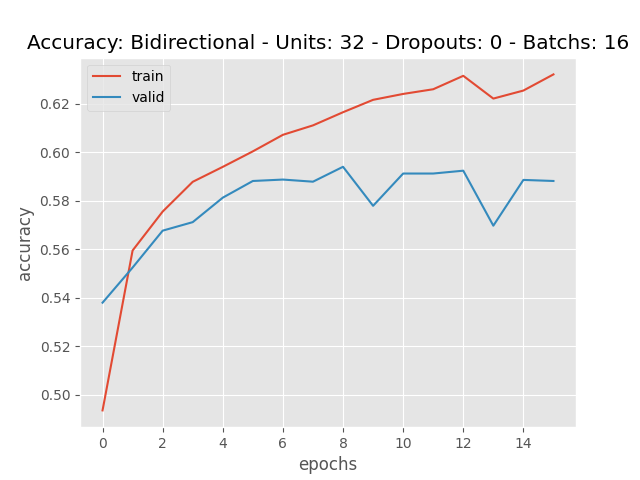 Accuracy: Bidirectional - Units: 32 - Dropouts: 0 - Batchs: 16
train
valid
0.62
0.60
0.58
0.56
0.54
0.52
0.50
accuracy
0 2 4 6 8 10 12 14
epochs